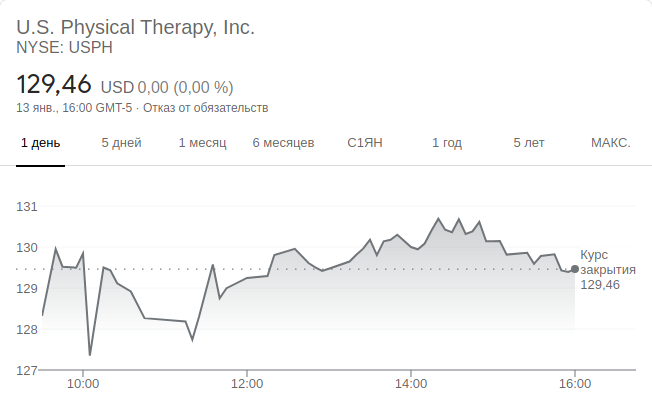 U.S. Physical Therapy, Inc.
NYSE: USPH
129,46 USD 0,00 (0,00 %)
13 янв., 16:00 GMT-5 · Отказ от обязательств
1 день 5 дней 1 месяц 6 месяцев С1ЯН 1 год 5 лет МАКС.
131
130
129
128
127
Курс
закрытия
129,46
10:00 12:00 14:00 16:00